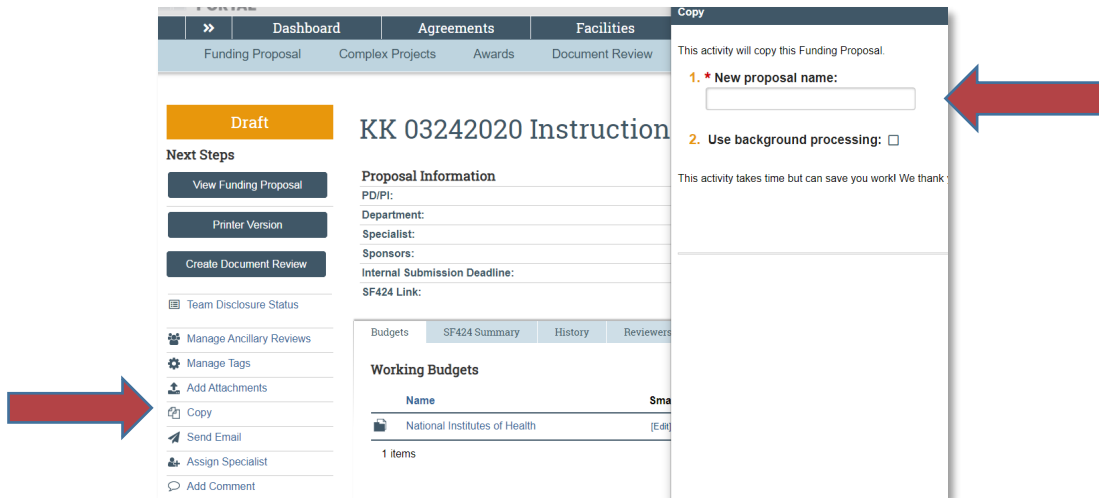 PORTAL
» Dashboard Agreements Facilities
Funding Proposal Complex Projects Awards Document Review
Draft
Next Steps
View Funding Proposal
Printer Version
Create Document Review
Team Disclosure Status
Manage Ancillary Reviews
Manage Tags
Add Attachments
Copy
Send Email
Assign Specialist
Add Comment
KK 03242020 Instruction
Proposal Information
PD/PI:
Department:
Specialist:
Sponsors:
Internal Submission Deadline:
SF424 Link:
Budgets SF424 Summary History Reviewers
Working Budgets
Name Sma
National Institutes of Health [Edit]
1 items
Copy
This activity will copy this Funding Proposal.
1. * New proposal name:
2. Use background processing:
This activity takes time but can save you work! We thank